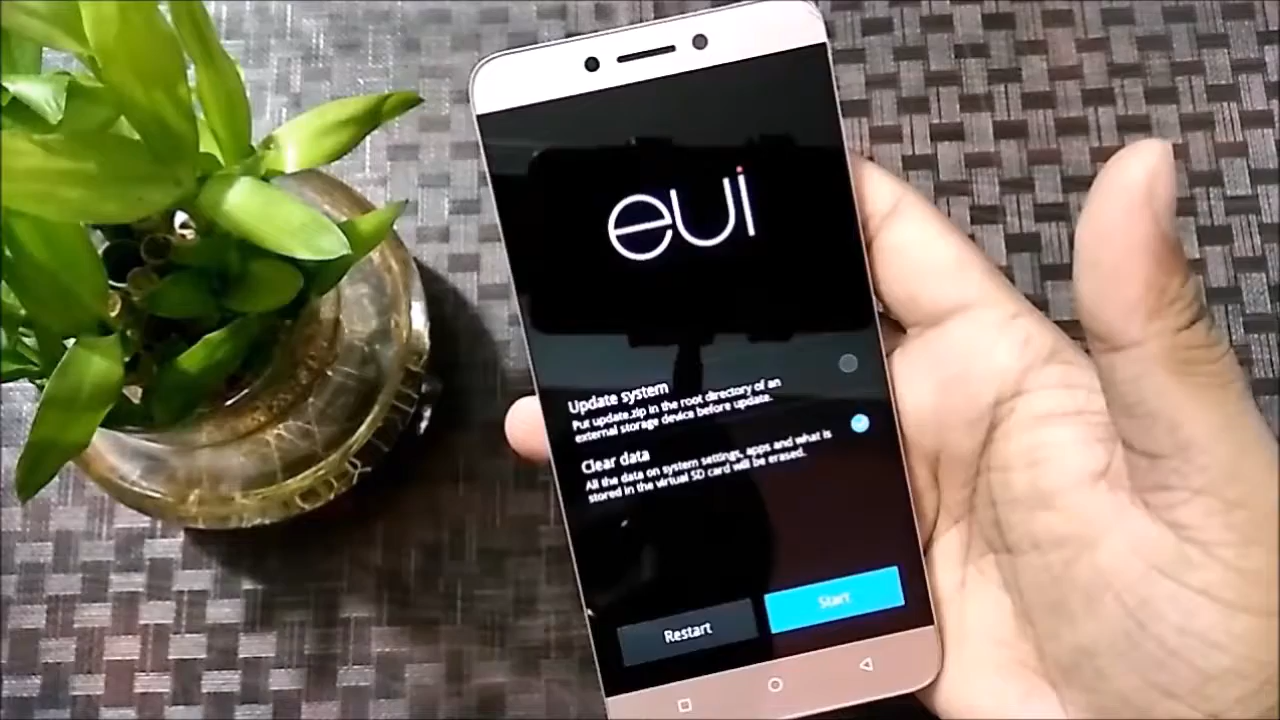 eui
Update system
Put update.zip in the root directory of an
external storage device before update.
Clear data
All the data on system settings, apps and what is
stored in the virtual SD card will be erased.
Restart
Start